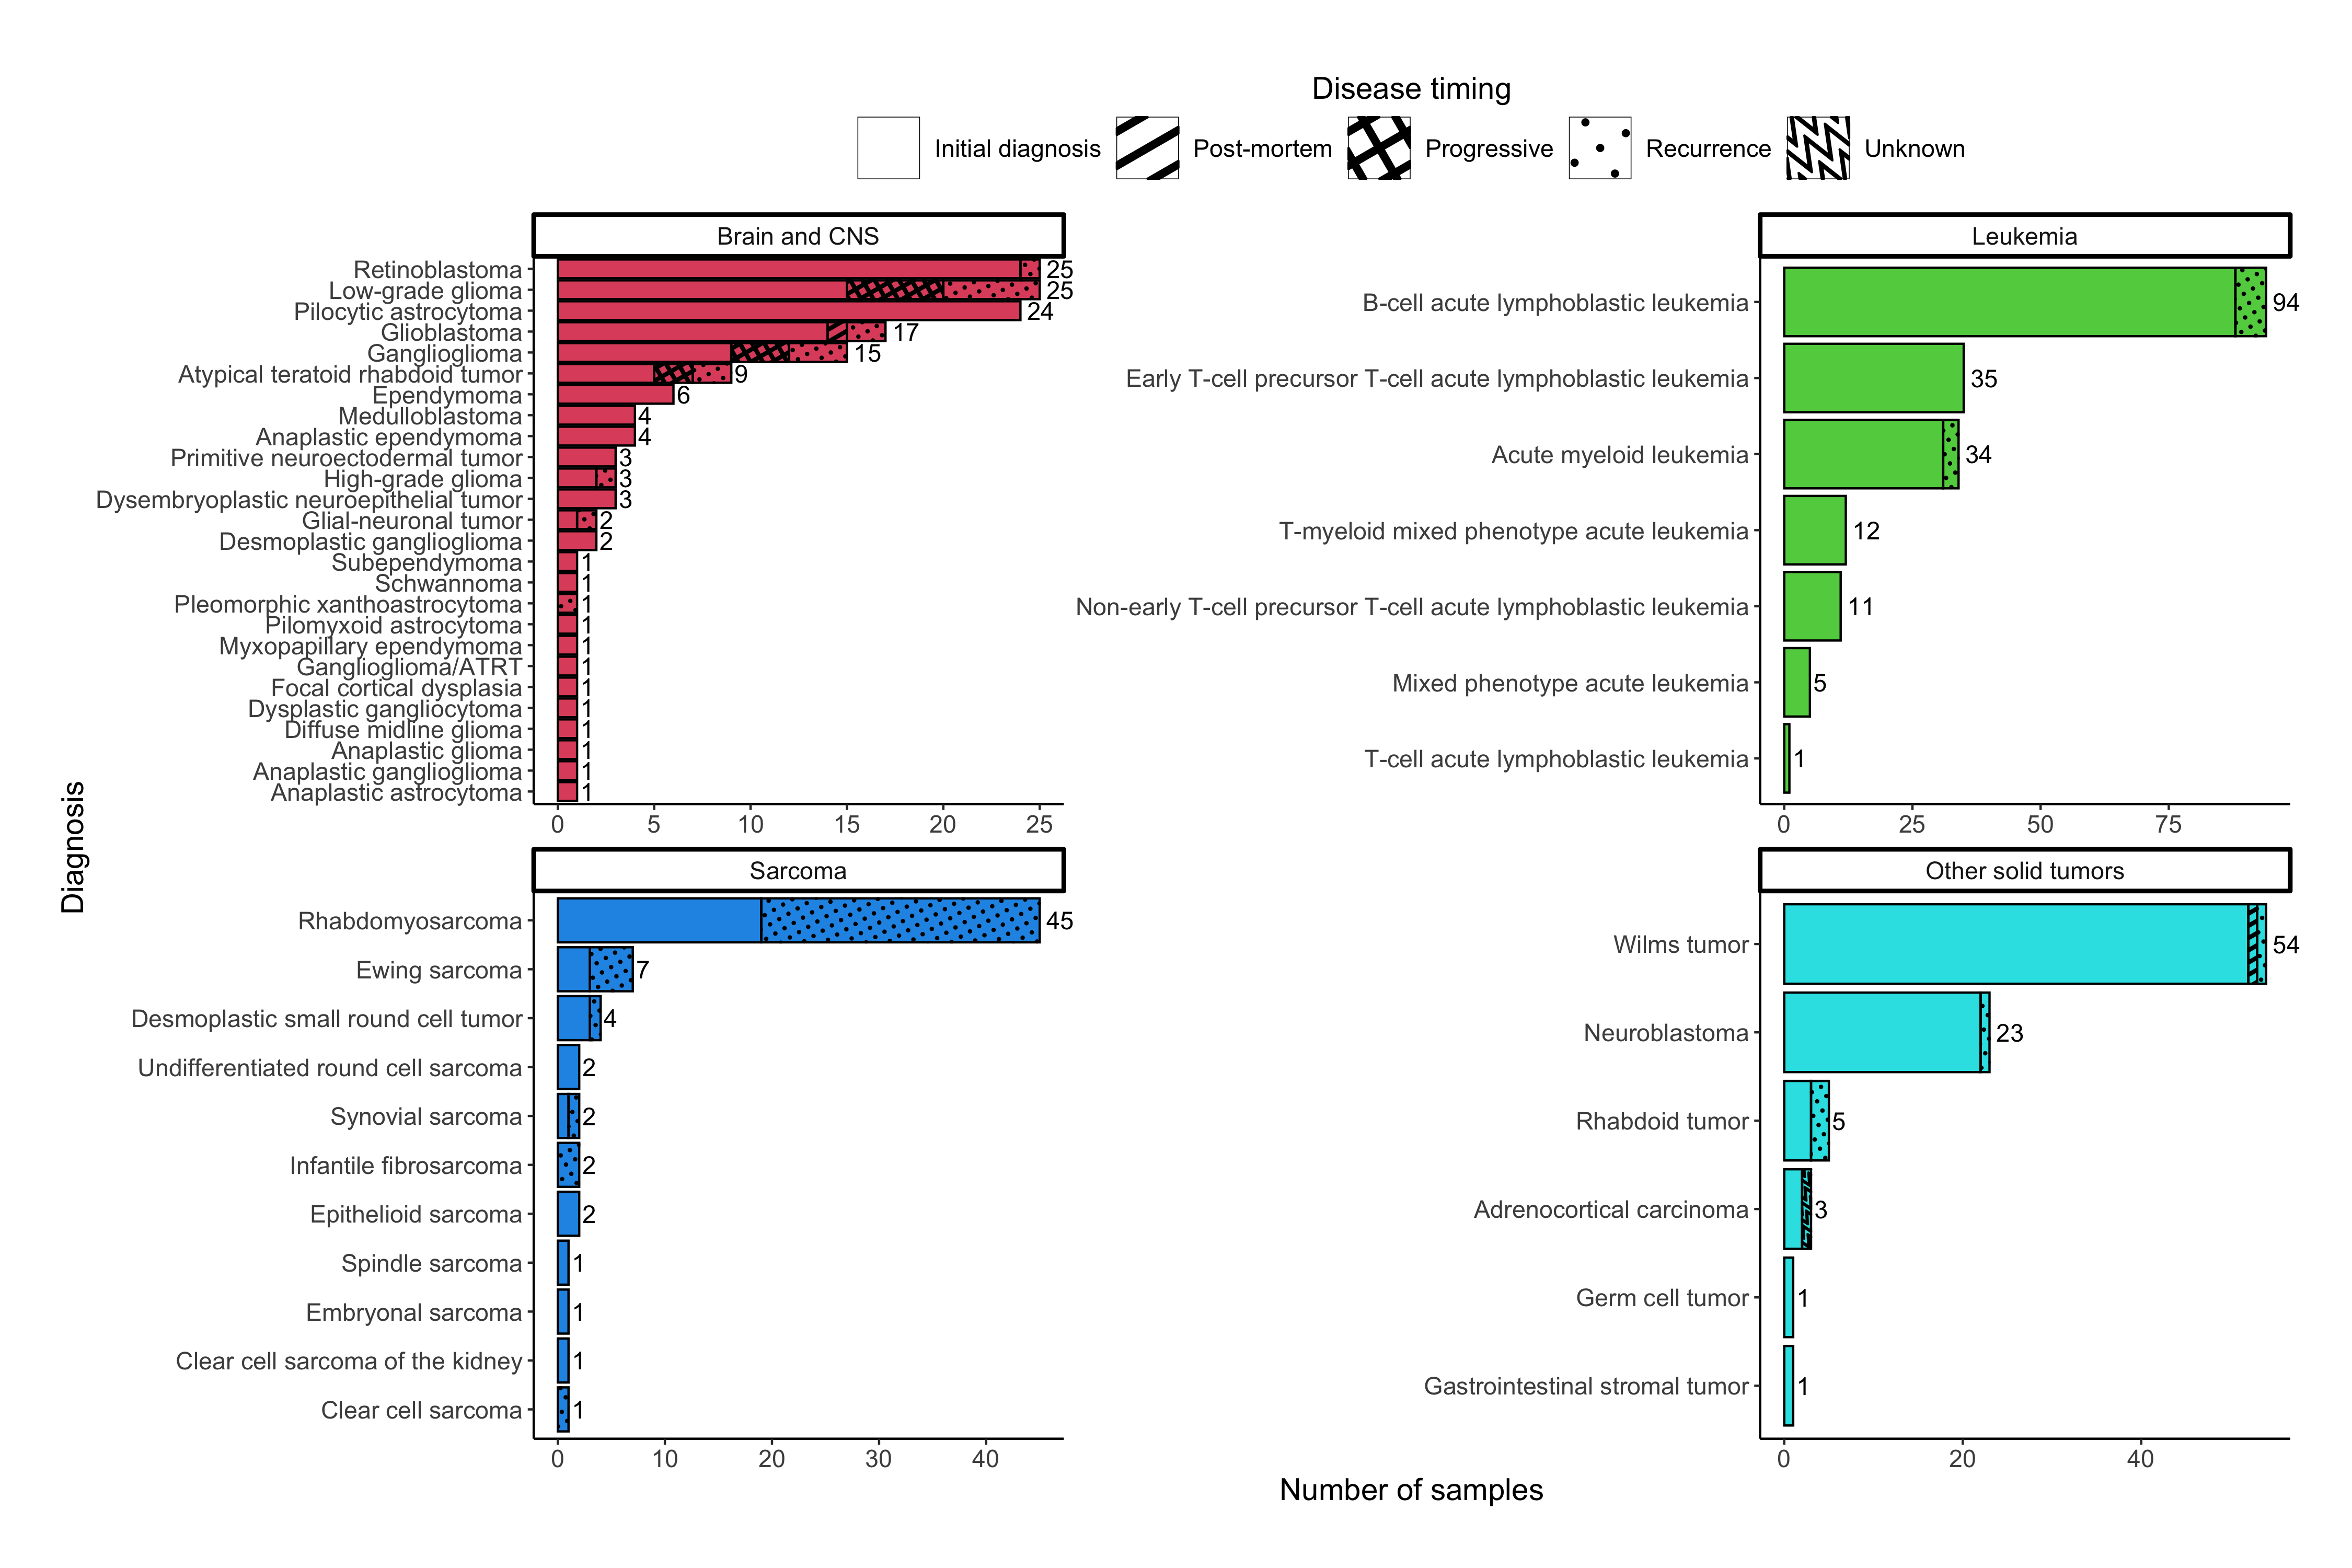 Disease timing
Initial diagnosis Post-mortem Progressive Recurrence Unknown
Diagnosis
Brain and CNS
Retinoblastoma 25
Low-grade glioma 25
Pilocytic astrocytoma 24
Glioblastoma 17
Ganglioglioma 15
Atypical teratoid rhabdoid tumor 9
Ependymoma 6
Medulloblastoma 4
Anaplastic ependymoma 4
Primitive neuroectodermal tumor 3
High-grade glioma 3
Dysembryoplastic neuroepithelial tumor 3
Glial-neuronal tumor 2
Desmoplastic ganglioglioma 2
Subependymoma 1
Schwannoma 1
Pleomorphic xanthoastrocytoma 1
Pilomyxoid astrocytoma 1
Myxopapillary ependymoma 1
Ganglioglioma/ATRT 1
Focal cortical dysplasia 1
Dysplastic gangliocytoma 1
Diffuse midline glioma 1
Anaplastic glioma 1
Anaplastic ganglioglioma 1
Anaplastic astrocytoma 1
0 5 10 15 20 25
Leukemia
B-cell acute lymphoblastic leukemia 94
Early T-cell precursor T-cell acute lymphoblastic leukemia 35
Acute myeloid leukemia 34
T-myeloid mixed phenotype acute leukemia 12
Non-early T-cell precursor T-cell acute lymphoblastic leukemia 11
Mixed phenotype acute leukemia 5
T-cell acute lymphoblastic leukemia 1
0 25 50 75
Sarcoma
Rhabdomyosarcoma 45
Ewing sarcoma 7
Desmoplastic small round cell tumor 4
Undifferentiated round cell sarcoma 2
Synovial sarcoma 2
Infantile fibrosarcoma 2
Epithelioid sarcoma 2
Spindle sarcoma 1
Embryonal sarcoma 1
Clear cell sarcoma of the kidney 1
Clear cell sarcoma 1
0 10 20 30 40
Other solid tumors
Wilms tumor 54
Neuroblastoma 23
Rhabdoid tumor 5
Adrenocortical carcinoma 3
Germ cell tumor 1
Gastrointestinal stromal tumor 1
0 20 40
Number of samples